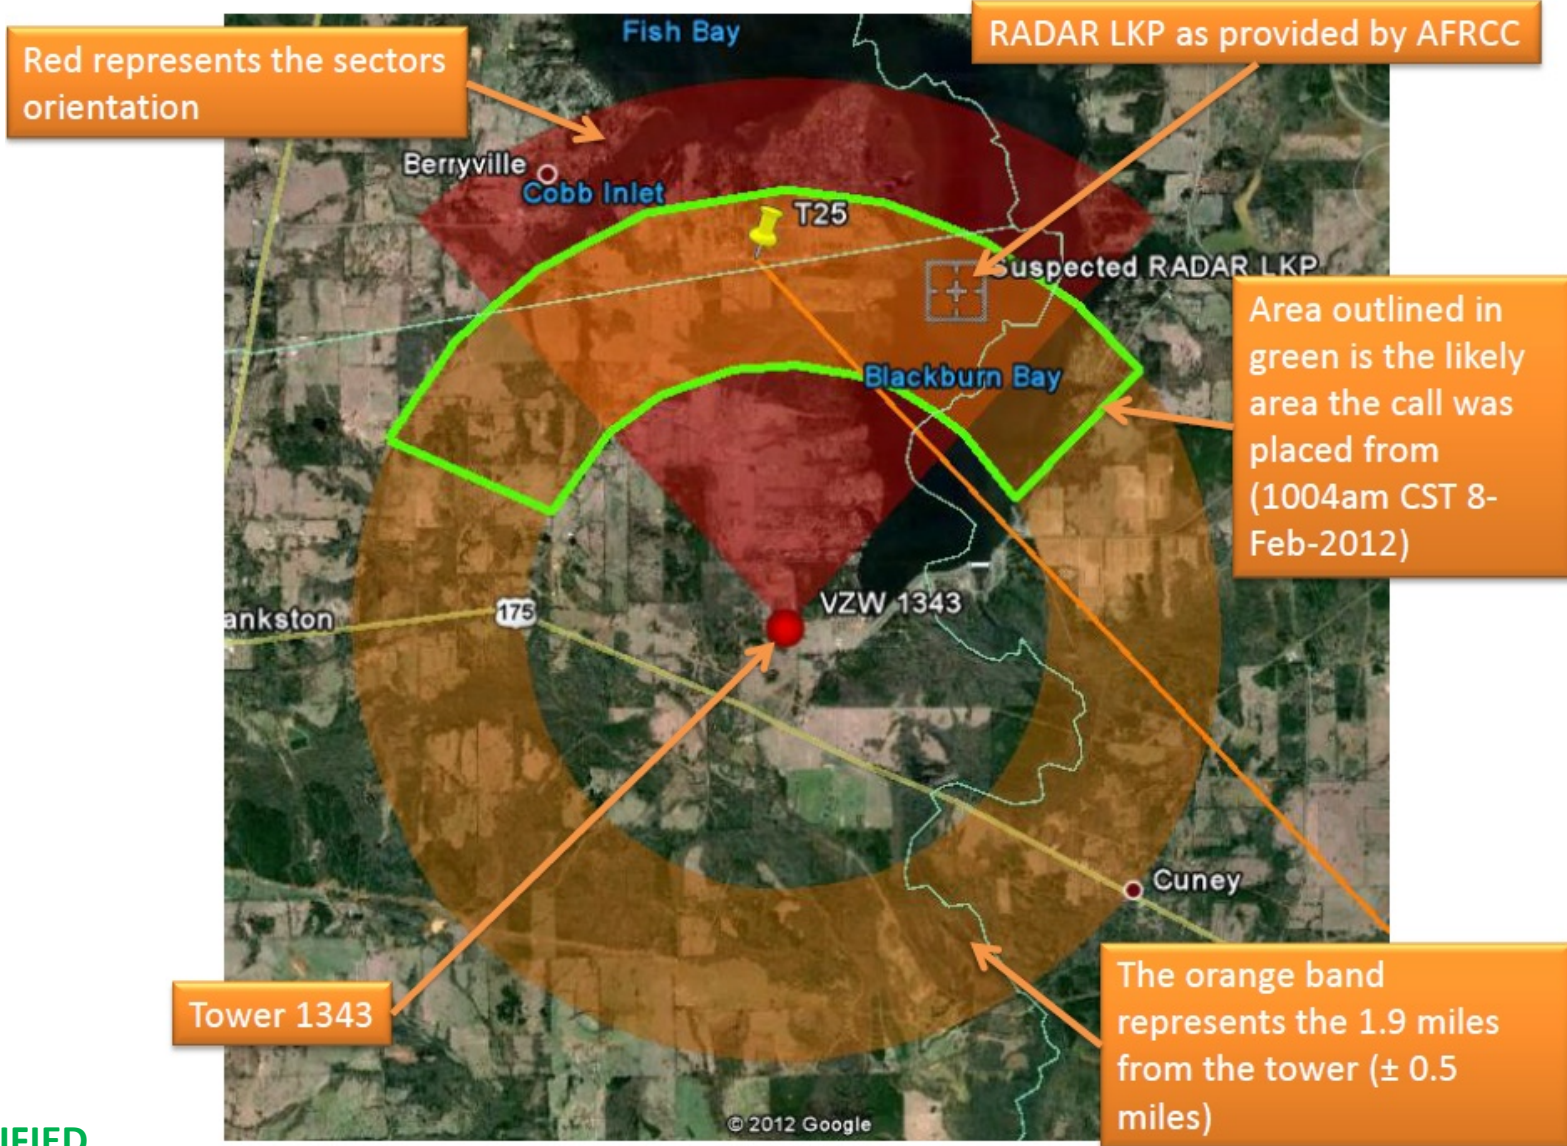 Fish Bay
RADAR LKP as provided by AFRCC
Red represents the sectors
orientation
Berryville
Cobb Inlet
T25
Suspected RADAR LKP
Area outlined in
green is the likely
area the call was
placed from
(1004am CST 8-
Feb-2012)
Blackburn Bay
VZW 1343
175
ankston
Cuney
Tower 1343
The orange band
represents the 1.9 miles
from the tower (± 0.5
miles)
© 2012 Google
IFIED